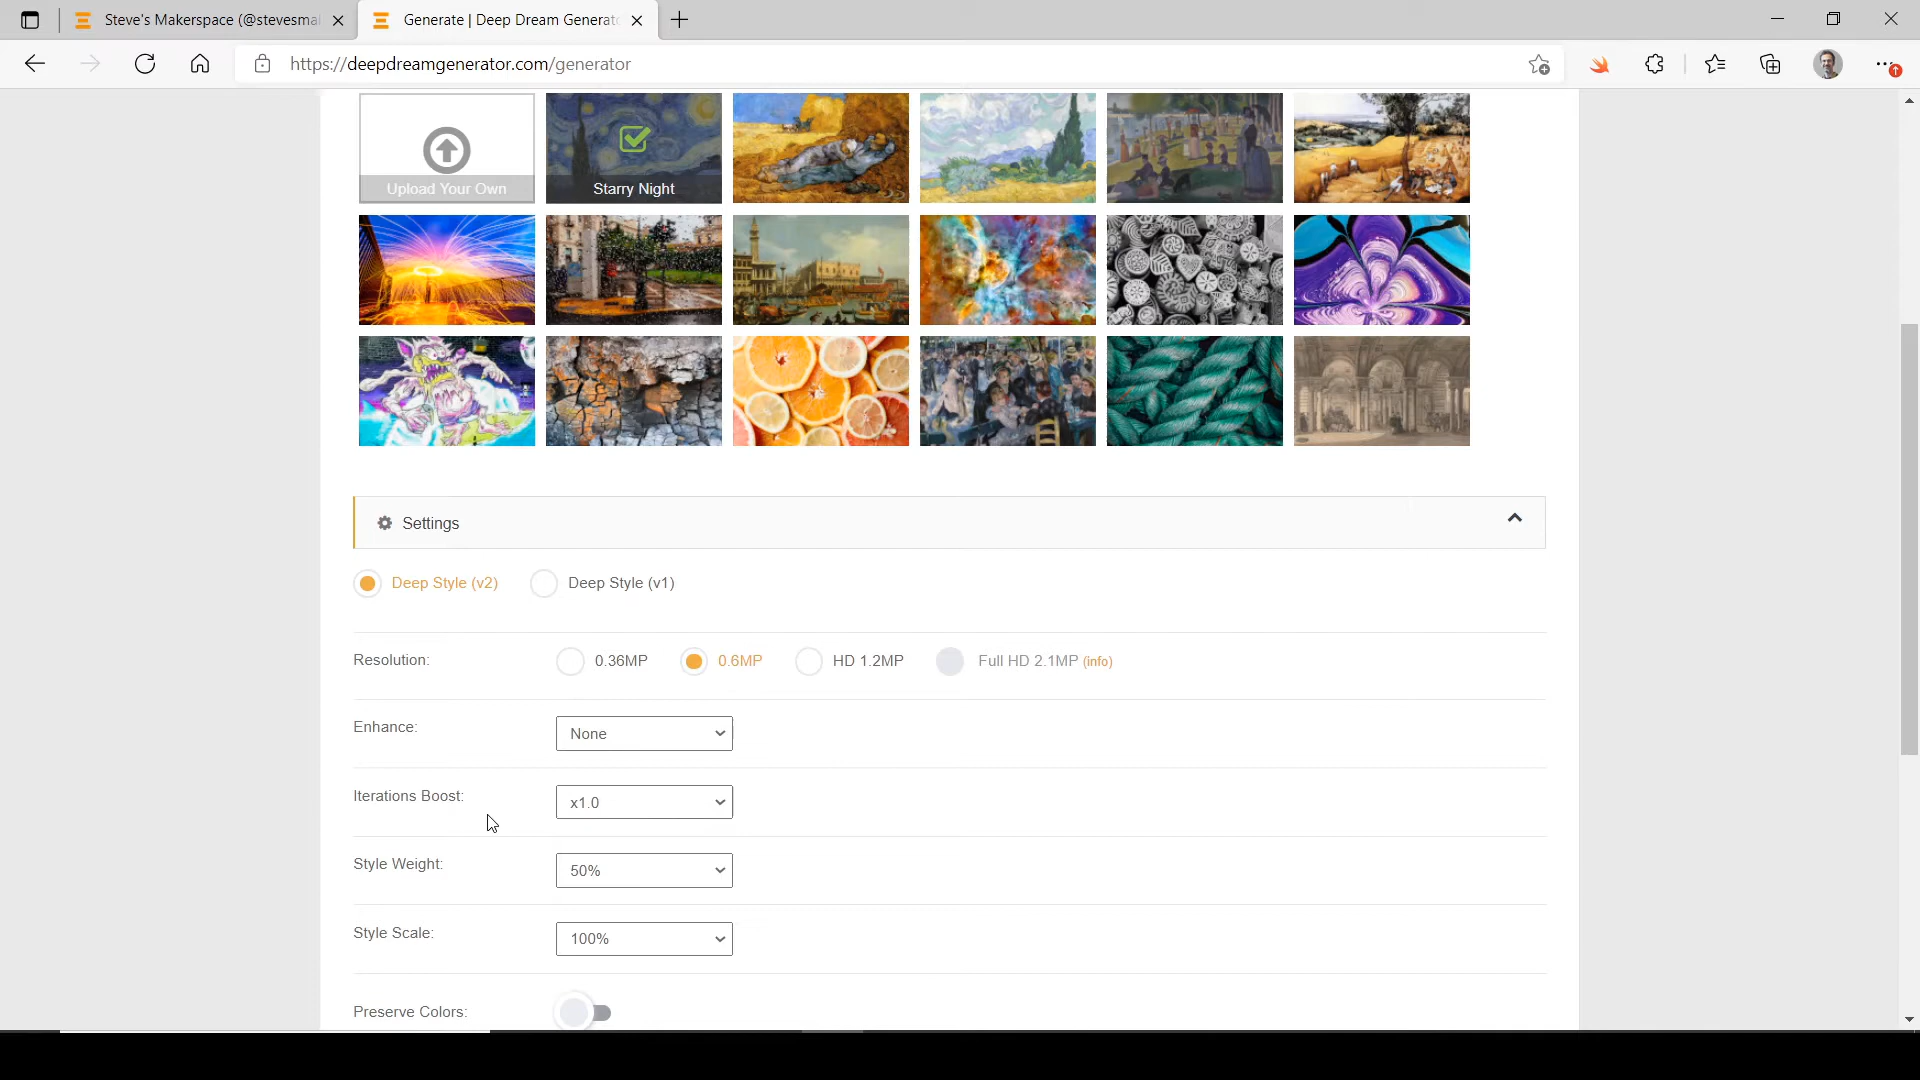 Steve's Makerspace (@stevesmal
Generate | Deep Dream Generato
https://deepdreamgenerator.com/generator
Upload Your Own
Starry Night
Settings
Deep Style (v2) Deep Style (v1)
Resolution: 0.36MP 0.6MP HD 1.2MP Full HD 2.1MP (info)
Enhance: None
Iterations Boost: x1.0
Style Weight: 50%
Style Scale: 100%
Preserve Colors: